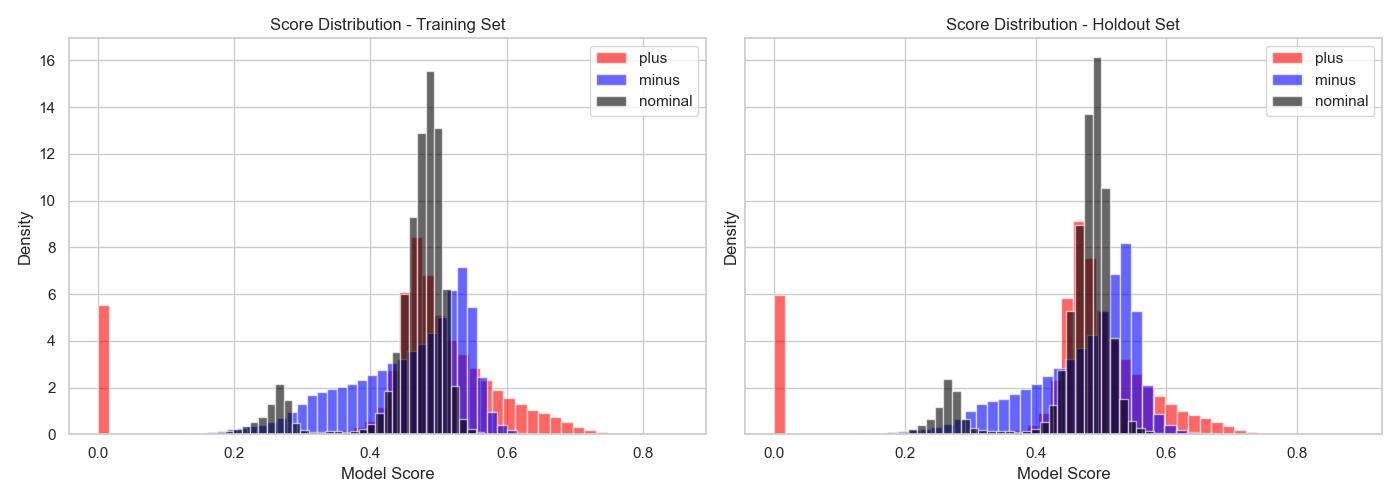 Score Distribution - Training Set
plus
minus
nominal
Density
16
14
12
10
8
6
4
2
0
0.0
0.2
0.4
0.6
0.8
Model Score
Score Distribution - Holdout Set
plus
minus
nominal
Density
0.0
0.2
0.4
0.6
0.8
Model Score